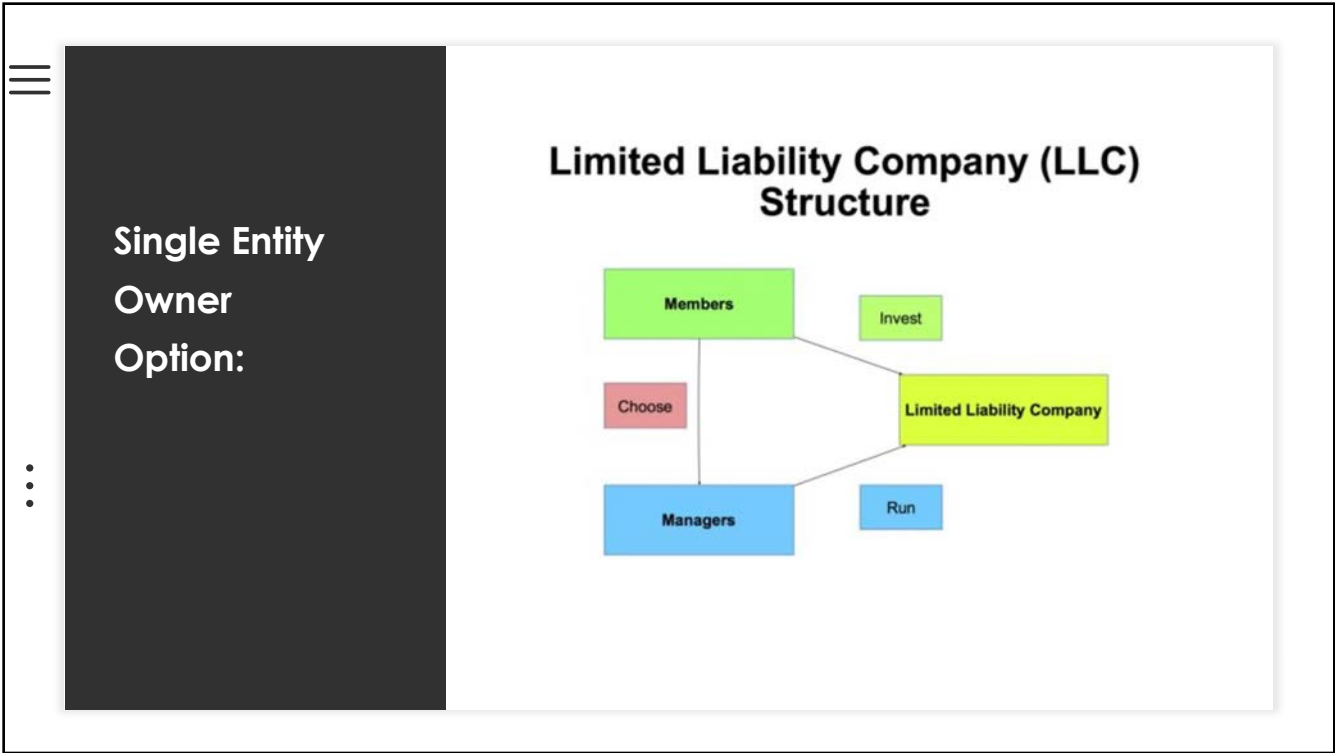 Single Entity
Owner
Option:
Limited Liability Company (LLC)
Structure
Members
Invest
Choose
Limited Liability Company
Managers
Run